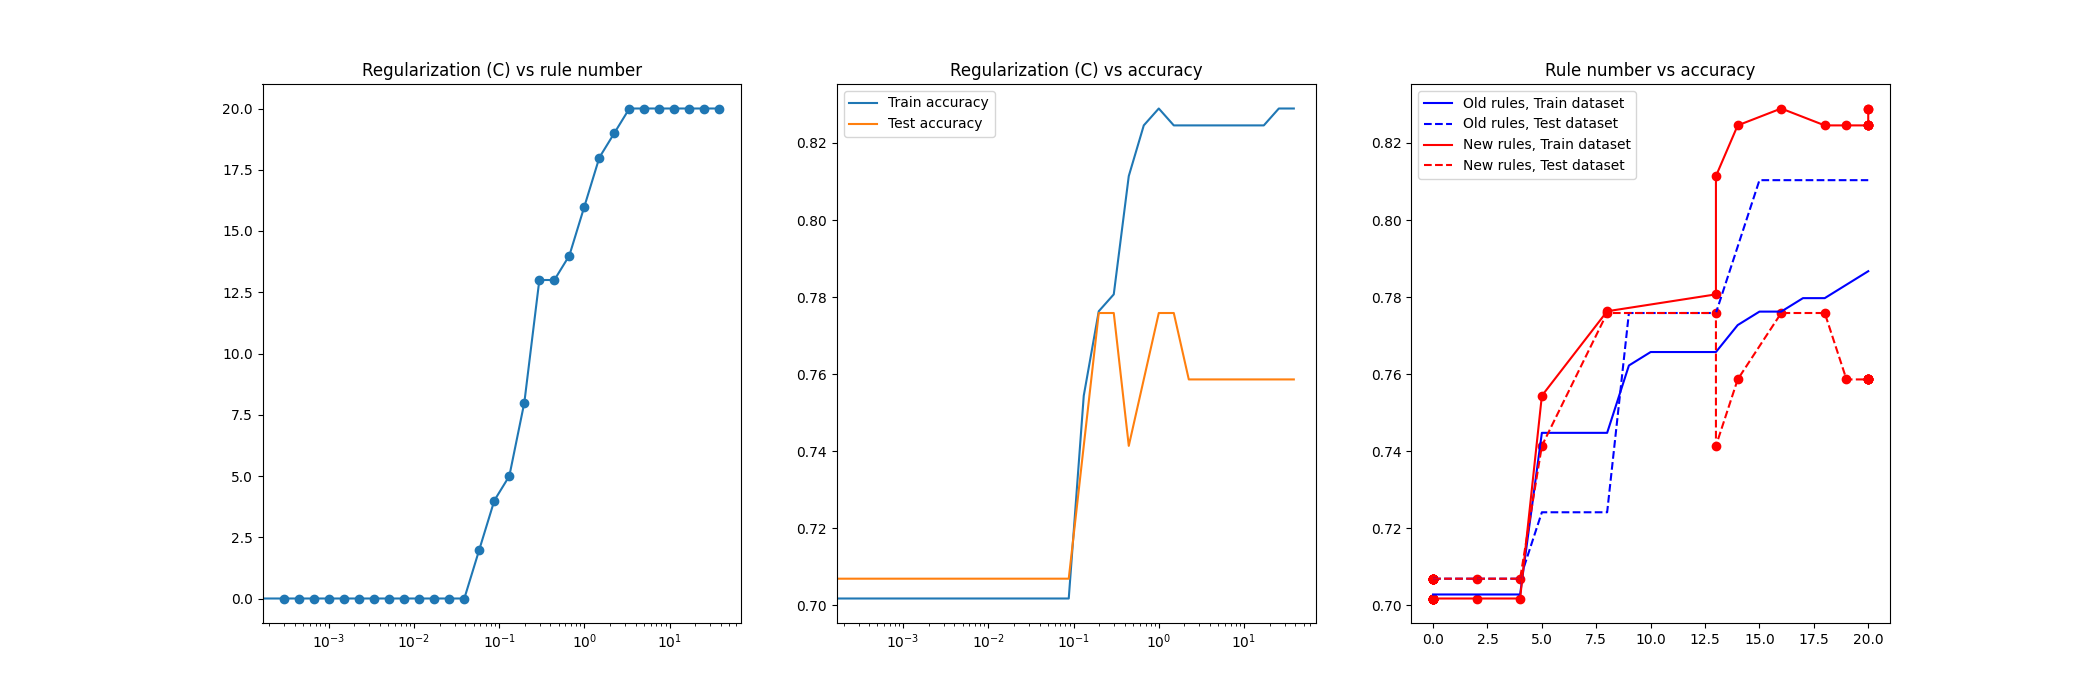 Regularization (C) vs rule number
20.0
17.5
15.0
12.5
10.0
7.5
5.0
2.5
0.0
10⁻³ 10⁻² 10⁻¹ 10⁰ 10¹
Regularization (C) vs accuracy
Train accuracy
Test accuracy
0.82
0.80
0.78
0.76
0.74
0.72
0.70
10⁻³ 10⁻² 10⁻¹ 10⁰ 10¹
Rule number vs accuracy
Old rules, Train dataset
Old rules, Test dataset
New rules, Train dataset
New rules, Test dataset
0.82
0.80
0.78
0.76
0.74
0.72
0.70
0.0 2.5 5.0 7.5 10.0 12.5 15.0 17.5 20.0